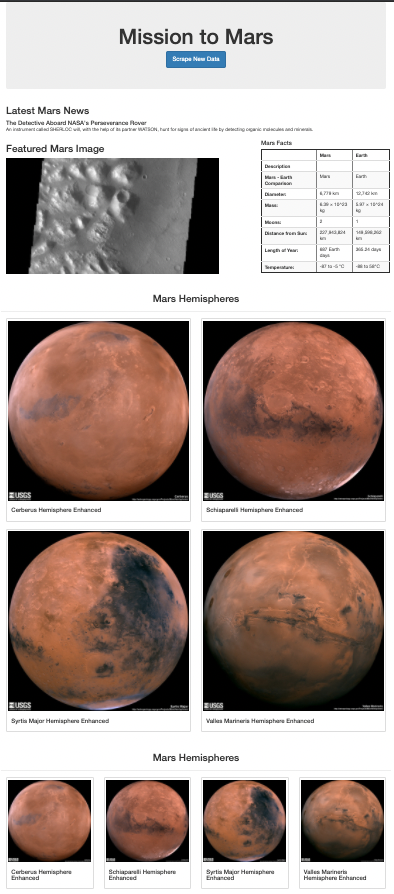 Mission to Mars
Scrape New Data
Latest Mars News
The Detective Aboard NASA's Perseverance Rover
An instrument called SHERLOC will, with the help of its partner WATSON, hunt for signs of ancient life by detecting organic molecules and minerals.
Featured Mars Image
Mars Facts
Mars Earth
Description
Mars - Earth Comparison Mars Earth
Diameter: 6,779 km 12,742 km
Mass: 6.39 × 10^23 kg 5.97 × 10^24 kg
Moons: 2 1
Distance from Sun: 227,943,824 km 149,598,262 km
Length of Year: 687 Earth days 365.24 days
Temperature: -87 to -5 °C -88 to 58°C
Mars Hemispheres
USGS
USGS
Cerberus Hemisphere Enhanced
Schiaparelli Hemisphere Enhanced
USGS
USGS
Syrtis Major Hemisphere Enhanced
Valles Marineris Hemisphere Enhanced
Mars Hemispheres
Cerberus Hemisphere
Enhanced
Schiaparelli Hemisphere
Enhanced
Syrtis Major Hemisphere
Enhanced
Valles Marineris
Hemisphere Enhanced